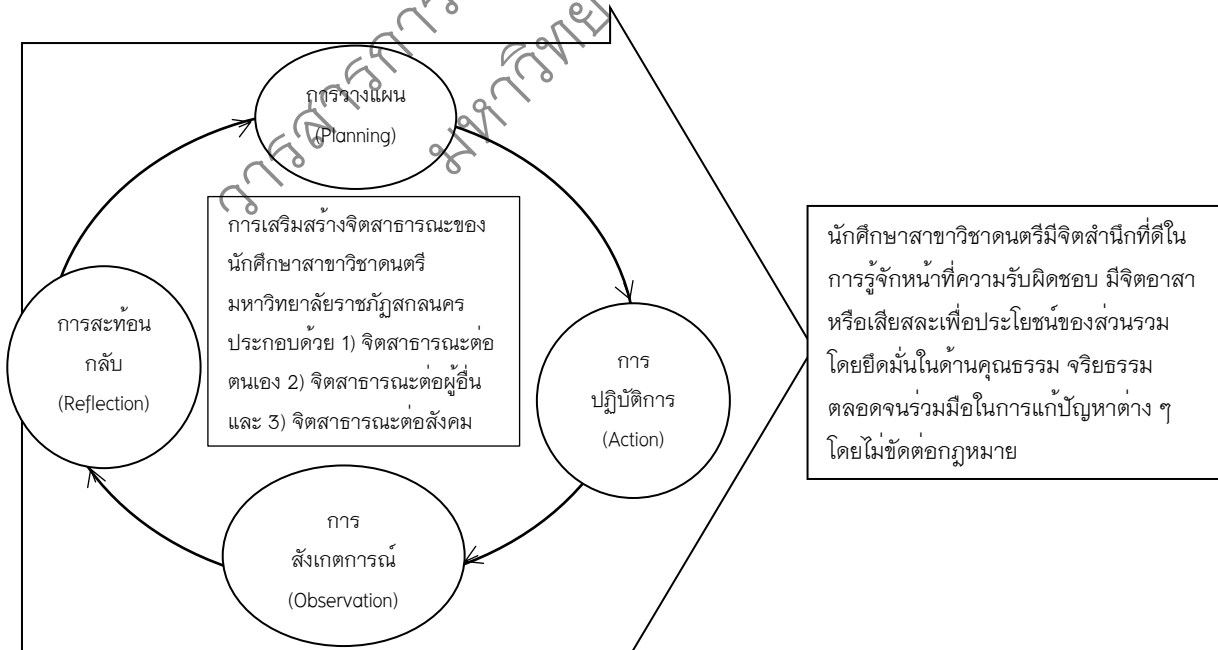 วารสารการ
มหาวิทย
การวางแผน
(Planning)
การเสริมสร้างจิตสาธารณะของ
นักศึกษาสาขาวิชาดนตรี
มหาวิทยาลัยราชภัฏสกลนคร
ประกอบด้วย 1) จิตสาธารณะต่อ
ตนเอง 2) จิตสาธารณะต่อผู้อื่น
และ 3) จิตสาธารณะต่อสังคม
การสะท้อน
กลับ
(Reflection)
การ
ปฏิบัติการ
(Action)
การ
สังเกตการณ์
(Observation)
นักศึกษาสาขาวิชาดนตรีมีจิตสำนึกที่ดีใน
การรู้จักหน้าที่ความรับผิดชอบ มีจิตอาสา
หรือเสียสละเพื่อประโยชน์ของส่วนรวม
โดยยึดมั่นในด้านคุณธรรม จริยธรรม
ตลอดจนร่วมมือในการแก้ปัญหาต่าง ๆ
โดยไม่ขัดต่อกฎหมาย